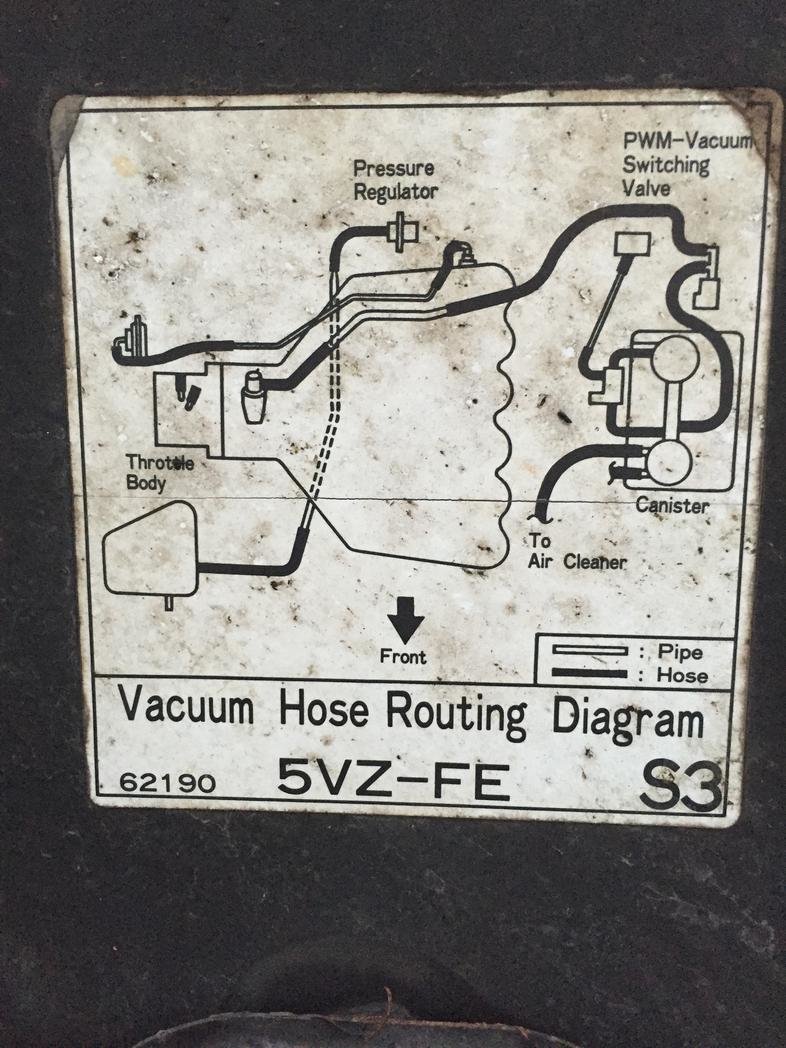 PWM-Vacuum
Switching
Valve
Pressure
Regulator
Throttle
Body
Canister
To
Air Cleaner
Front
: Pipe
: Hose
Vacuum Hose Routing Diagram
62190 5VZ-FE S3